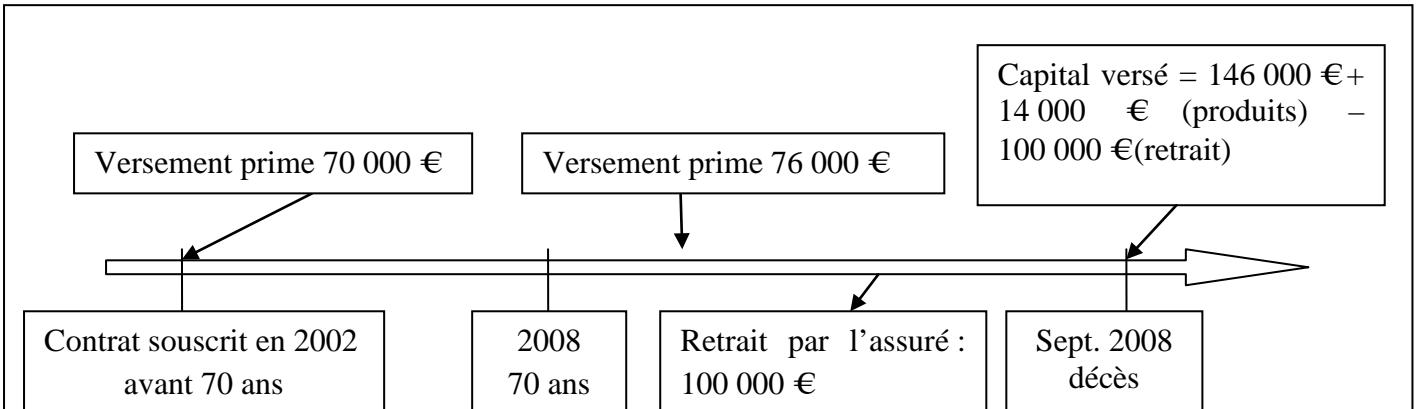 Capital versé = 146 000 €+
14 000 € (produits) –
100 000 €(retrait)
Versement prime 70 000 €
Versement prime 76 000 €
Contrat souscrit en 2002
avant 70 ans
2008
70 ans
Retrait par l’assuré :
100 000 €
Sept. 2008
décès